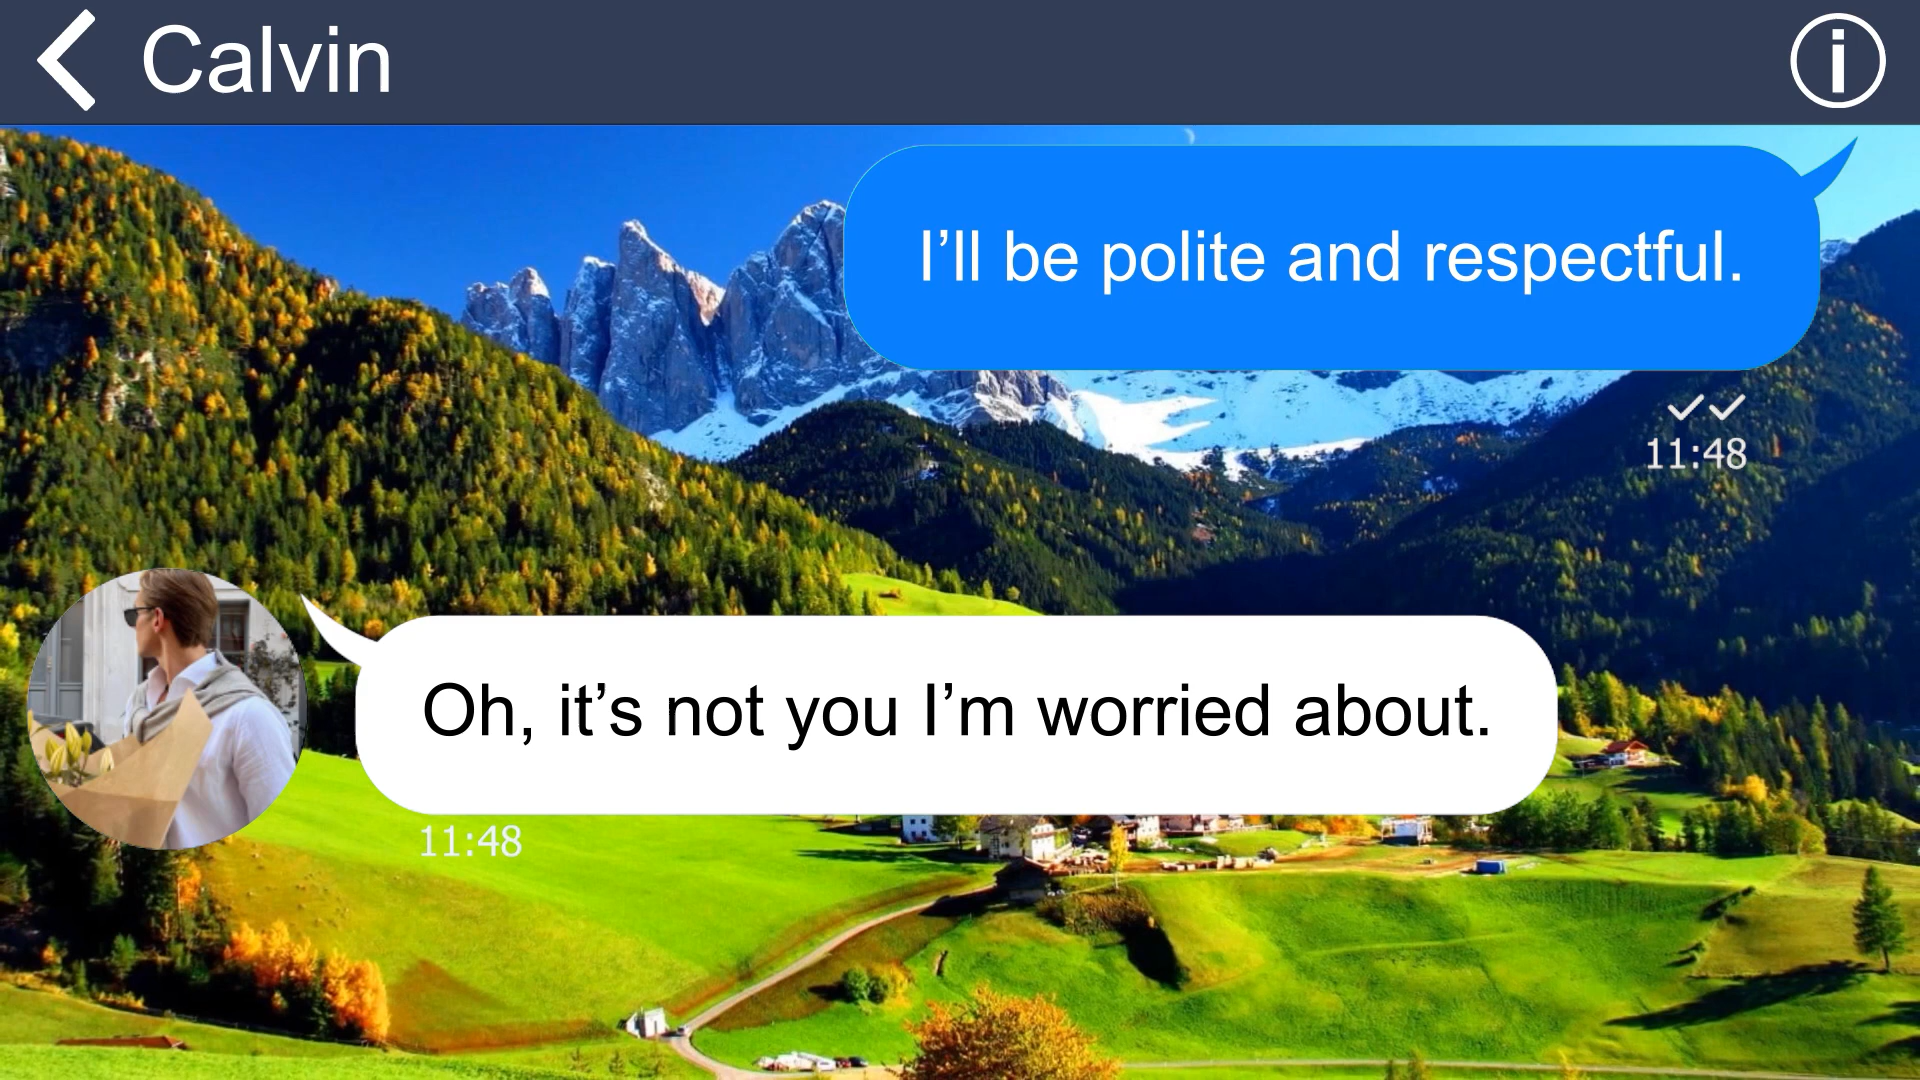 Calvin
I’ll be polite and respectful.
11:48
Oh, it’s not you I’m worried about.
11:48